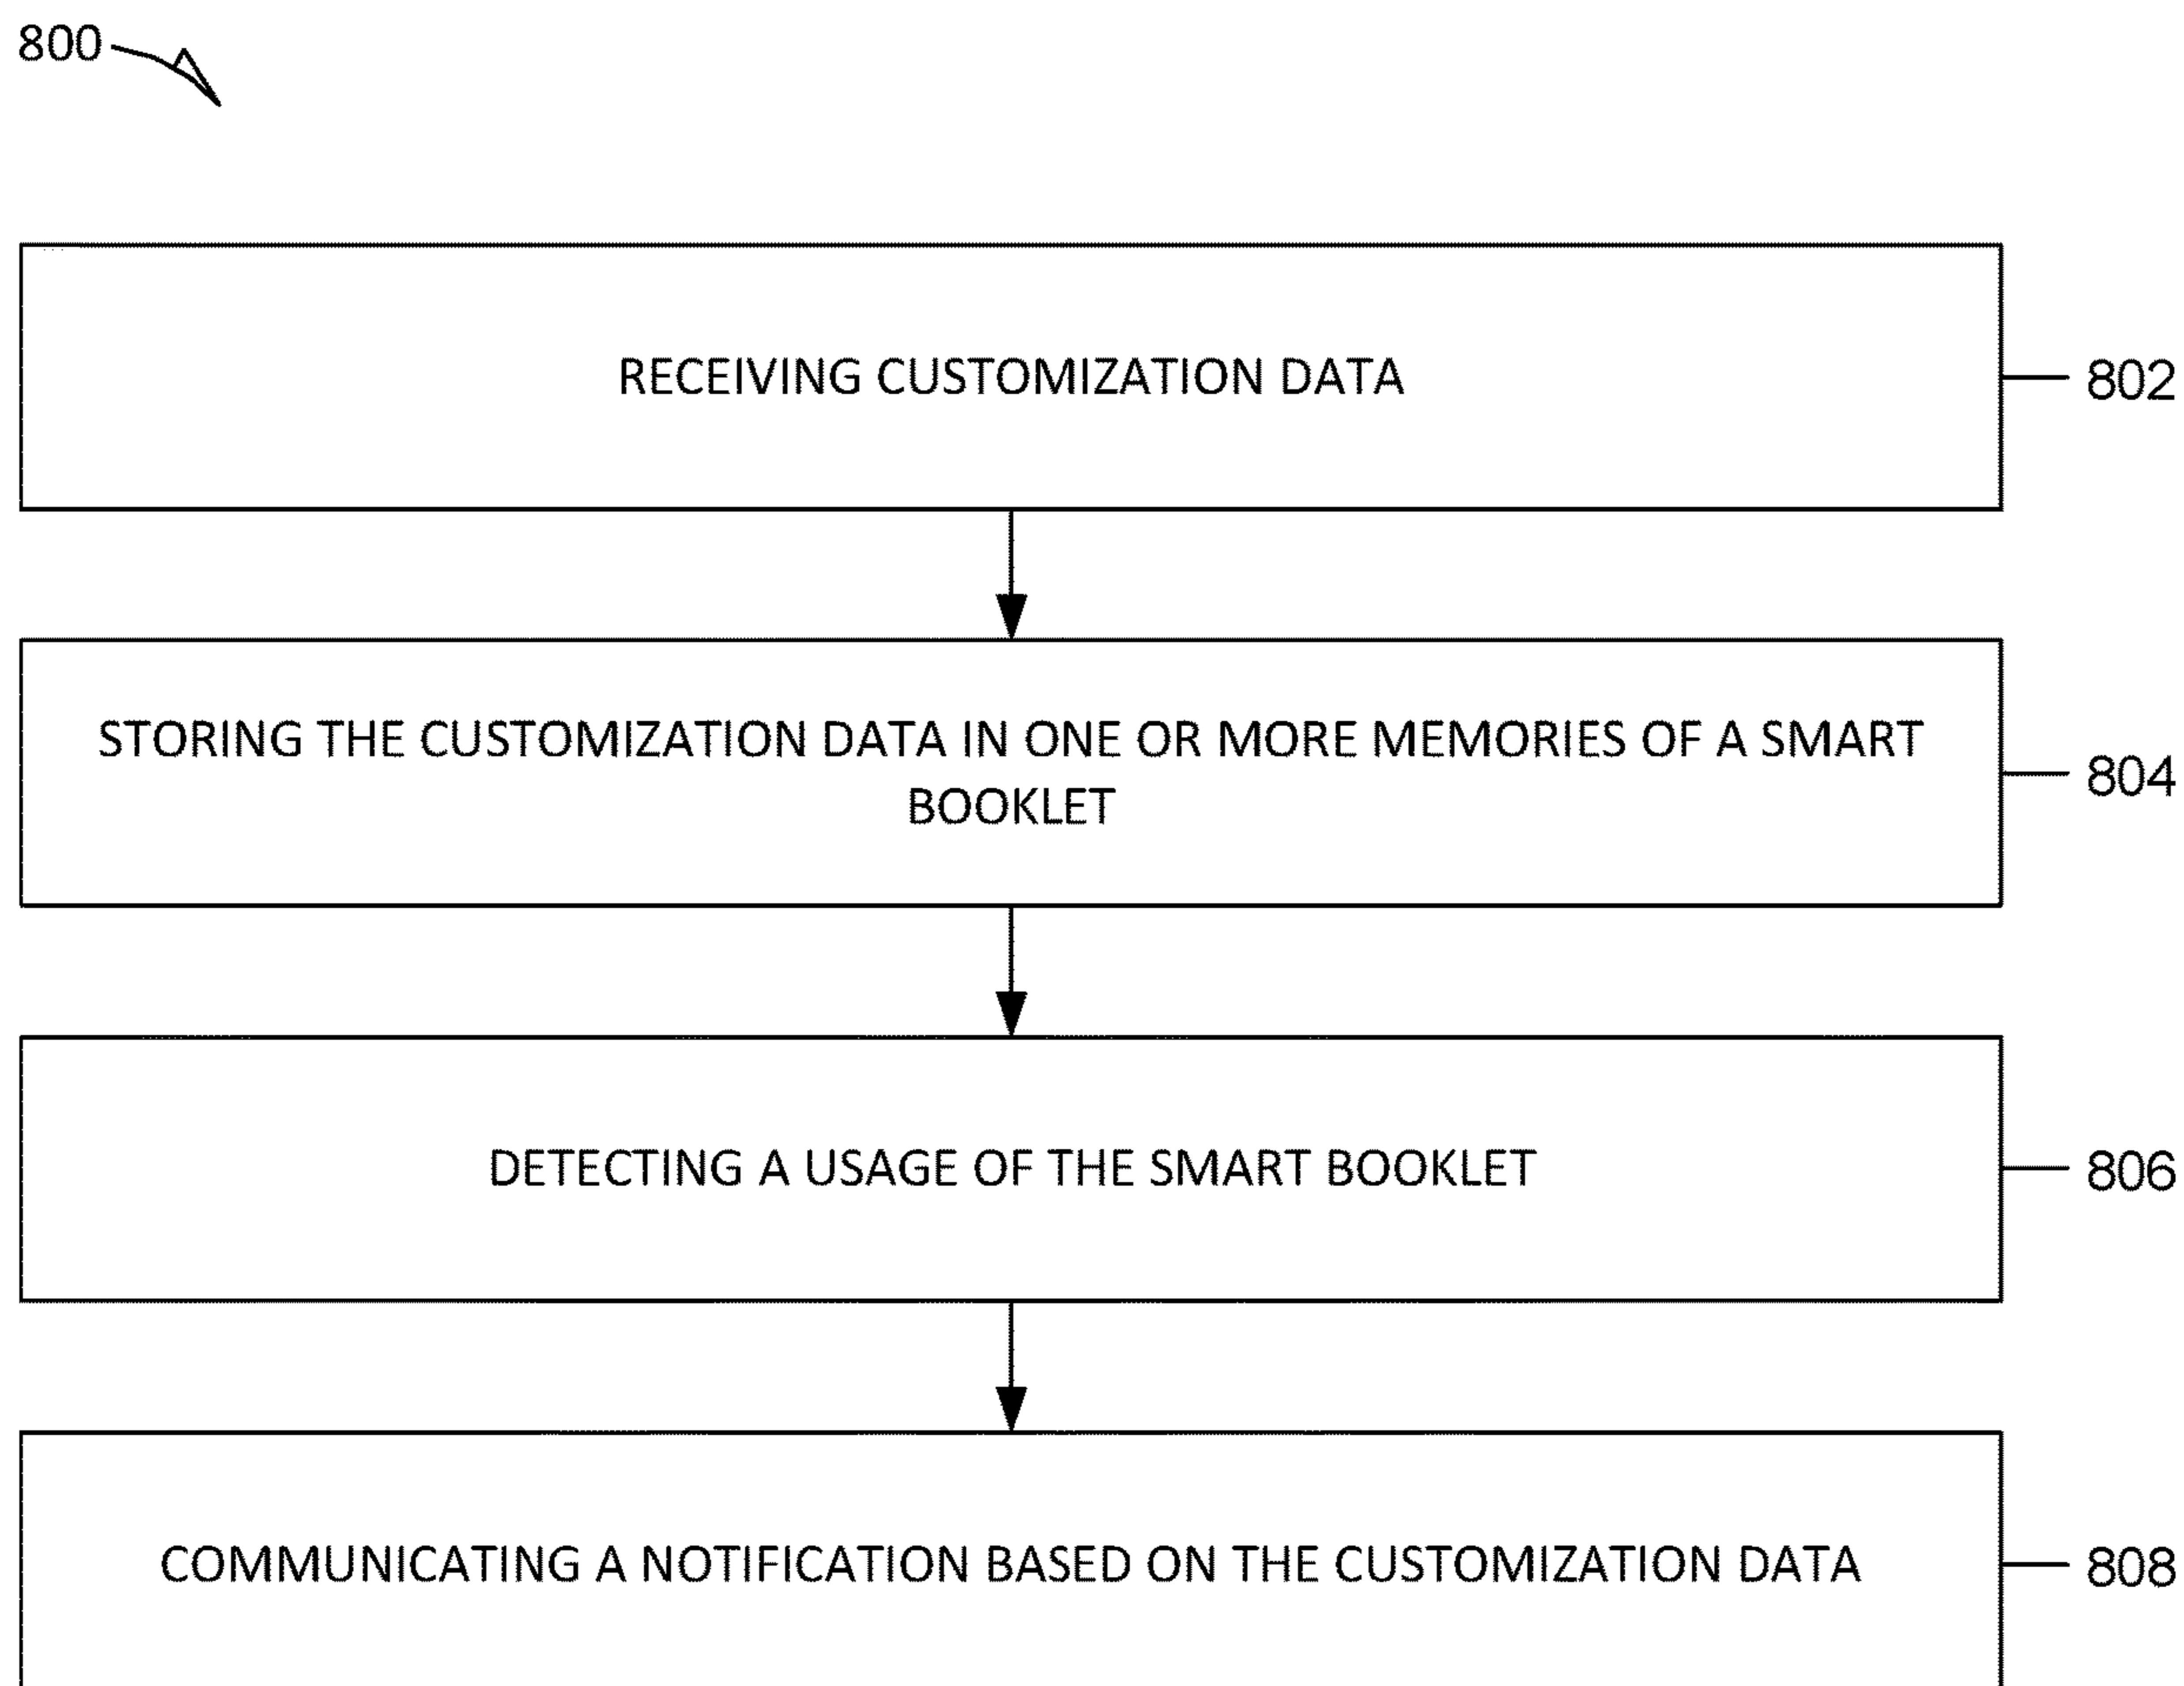 800
RECEIVING CUSTOMIZATION DATA
802
STORING THE CUSTOMIZATION DATA IN ONE OR MORE MEMORIES OF A SMART
BOOKLET
804
DETECTING A USAGE OF THE SMART BOOKLET
806
COMMUNICATING A NOTIFICATION BASED ON THE CUSTOMIZATION DATA
808